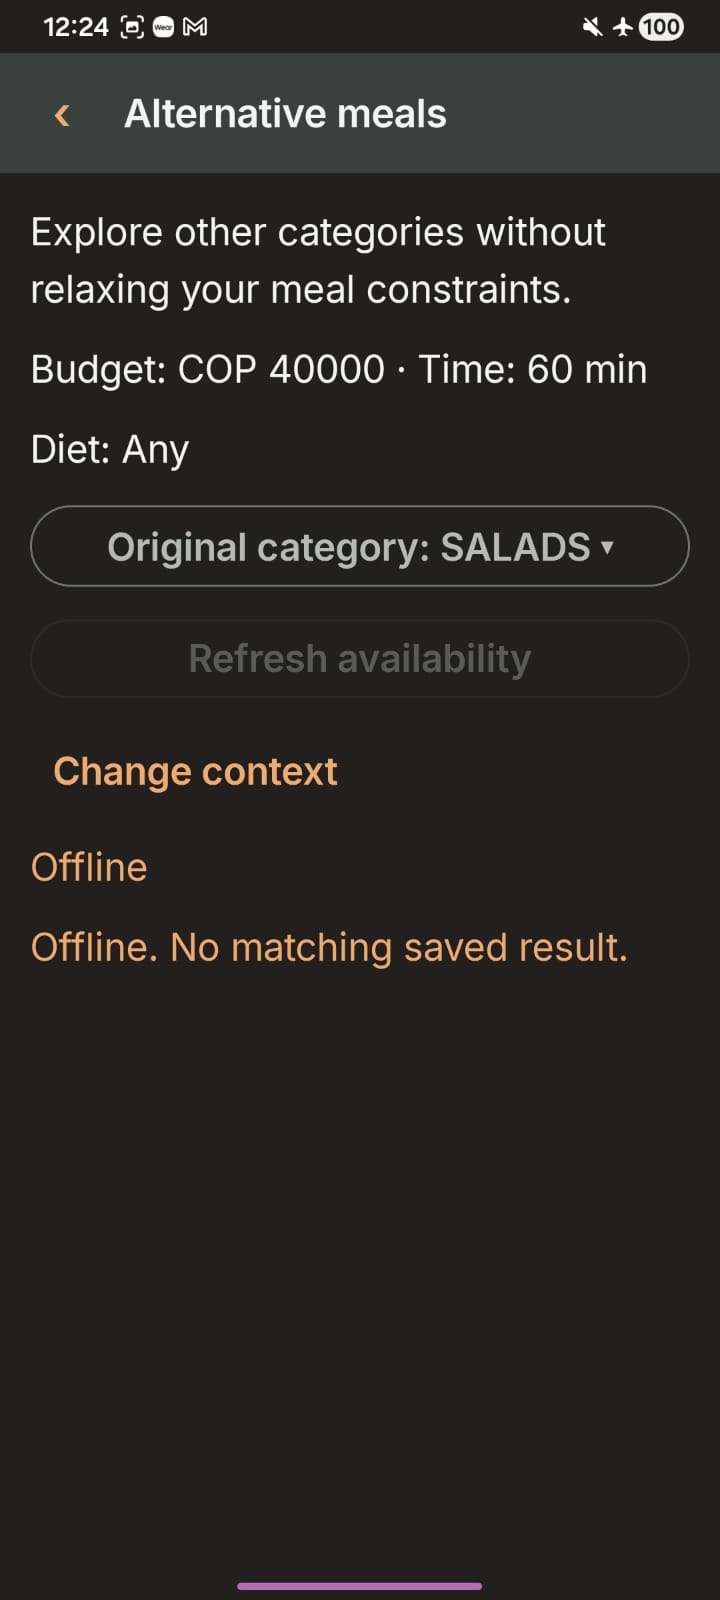 12:24 Wear 100
Alternative meals
Explore other categories without
relaxing your meal constraints.
Budget: COP 40000 · Time: 60 min
Diet: Any
Original category: SALADS ▾
Refresh availability
Change context
Offline
Offline. No matching saved result.